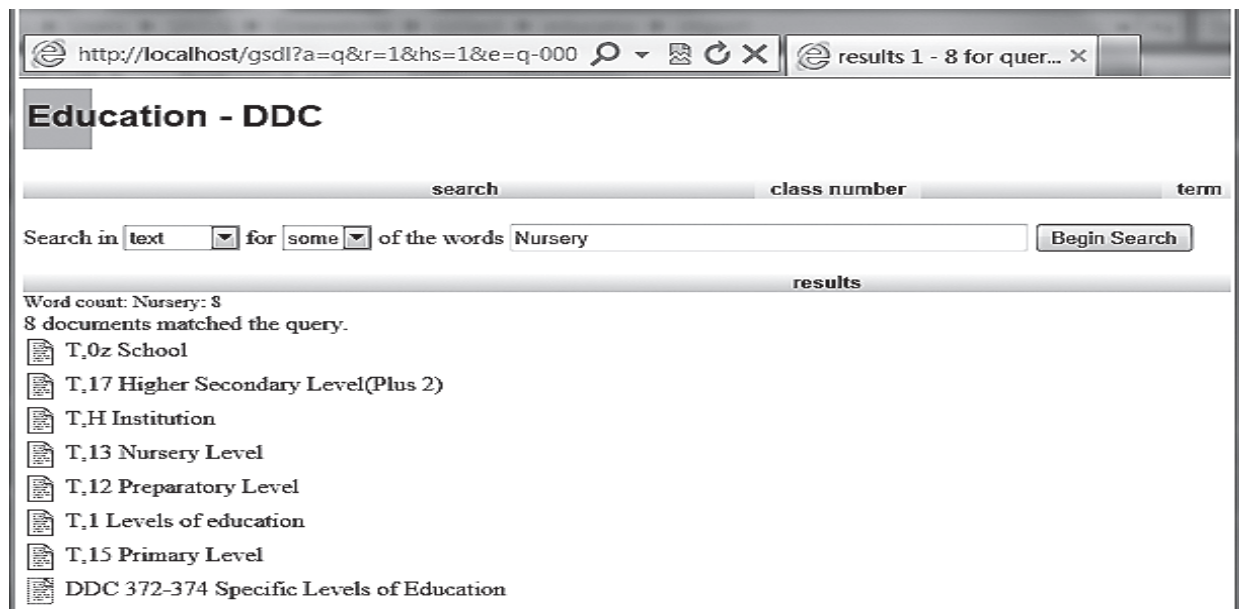 http://localhost/gsdl?a=q&r=1&hs=1&e=q-000 results 1 - 8 for quer...
Education - DDC
search class number term
Search in text for some of the words Nursery Begin Search
results
Word count: Nursery: 8
8 documents matched the query.
T,0z School
T,17 Higher Secondary Level(Plus 2)
T,H Institution
T,13 Nursery Level
T,12 Preparatory Level
T,1 Levels of education
T,15 Primary Level
DDC 372-374 Specific Levels of Education